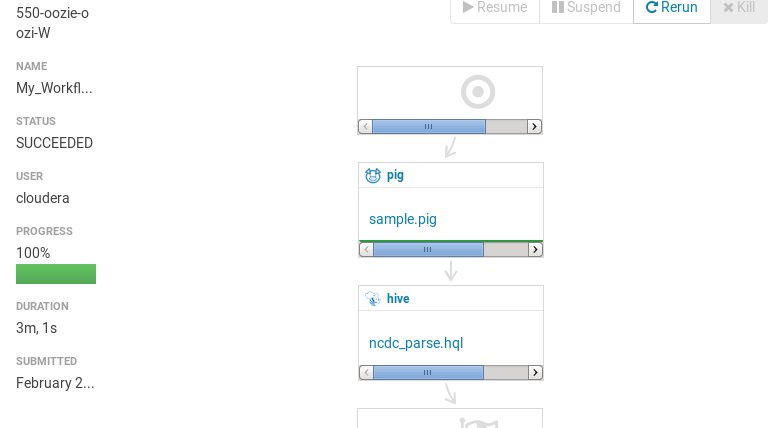 550-oozie-o
ozi-W
NAME
My_Workfl...
STATUS
SUCCEEDED
USER
cloudera
PROGRESS
100%
DURATION
3m, 1s
SUBMITTED
February 2...
Resume
Suspend
Rerun
Kill
pig
sample.pig
hive
ncdc_parse.hql